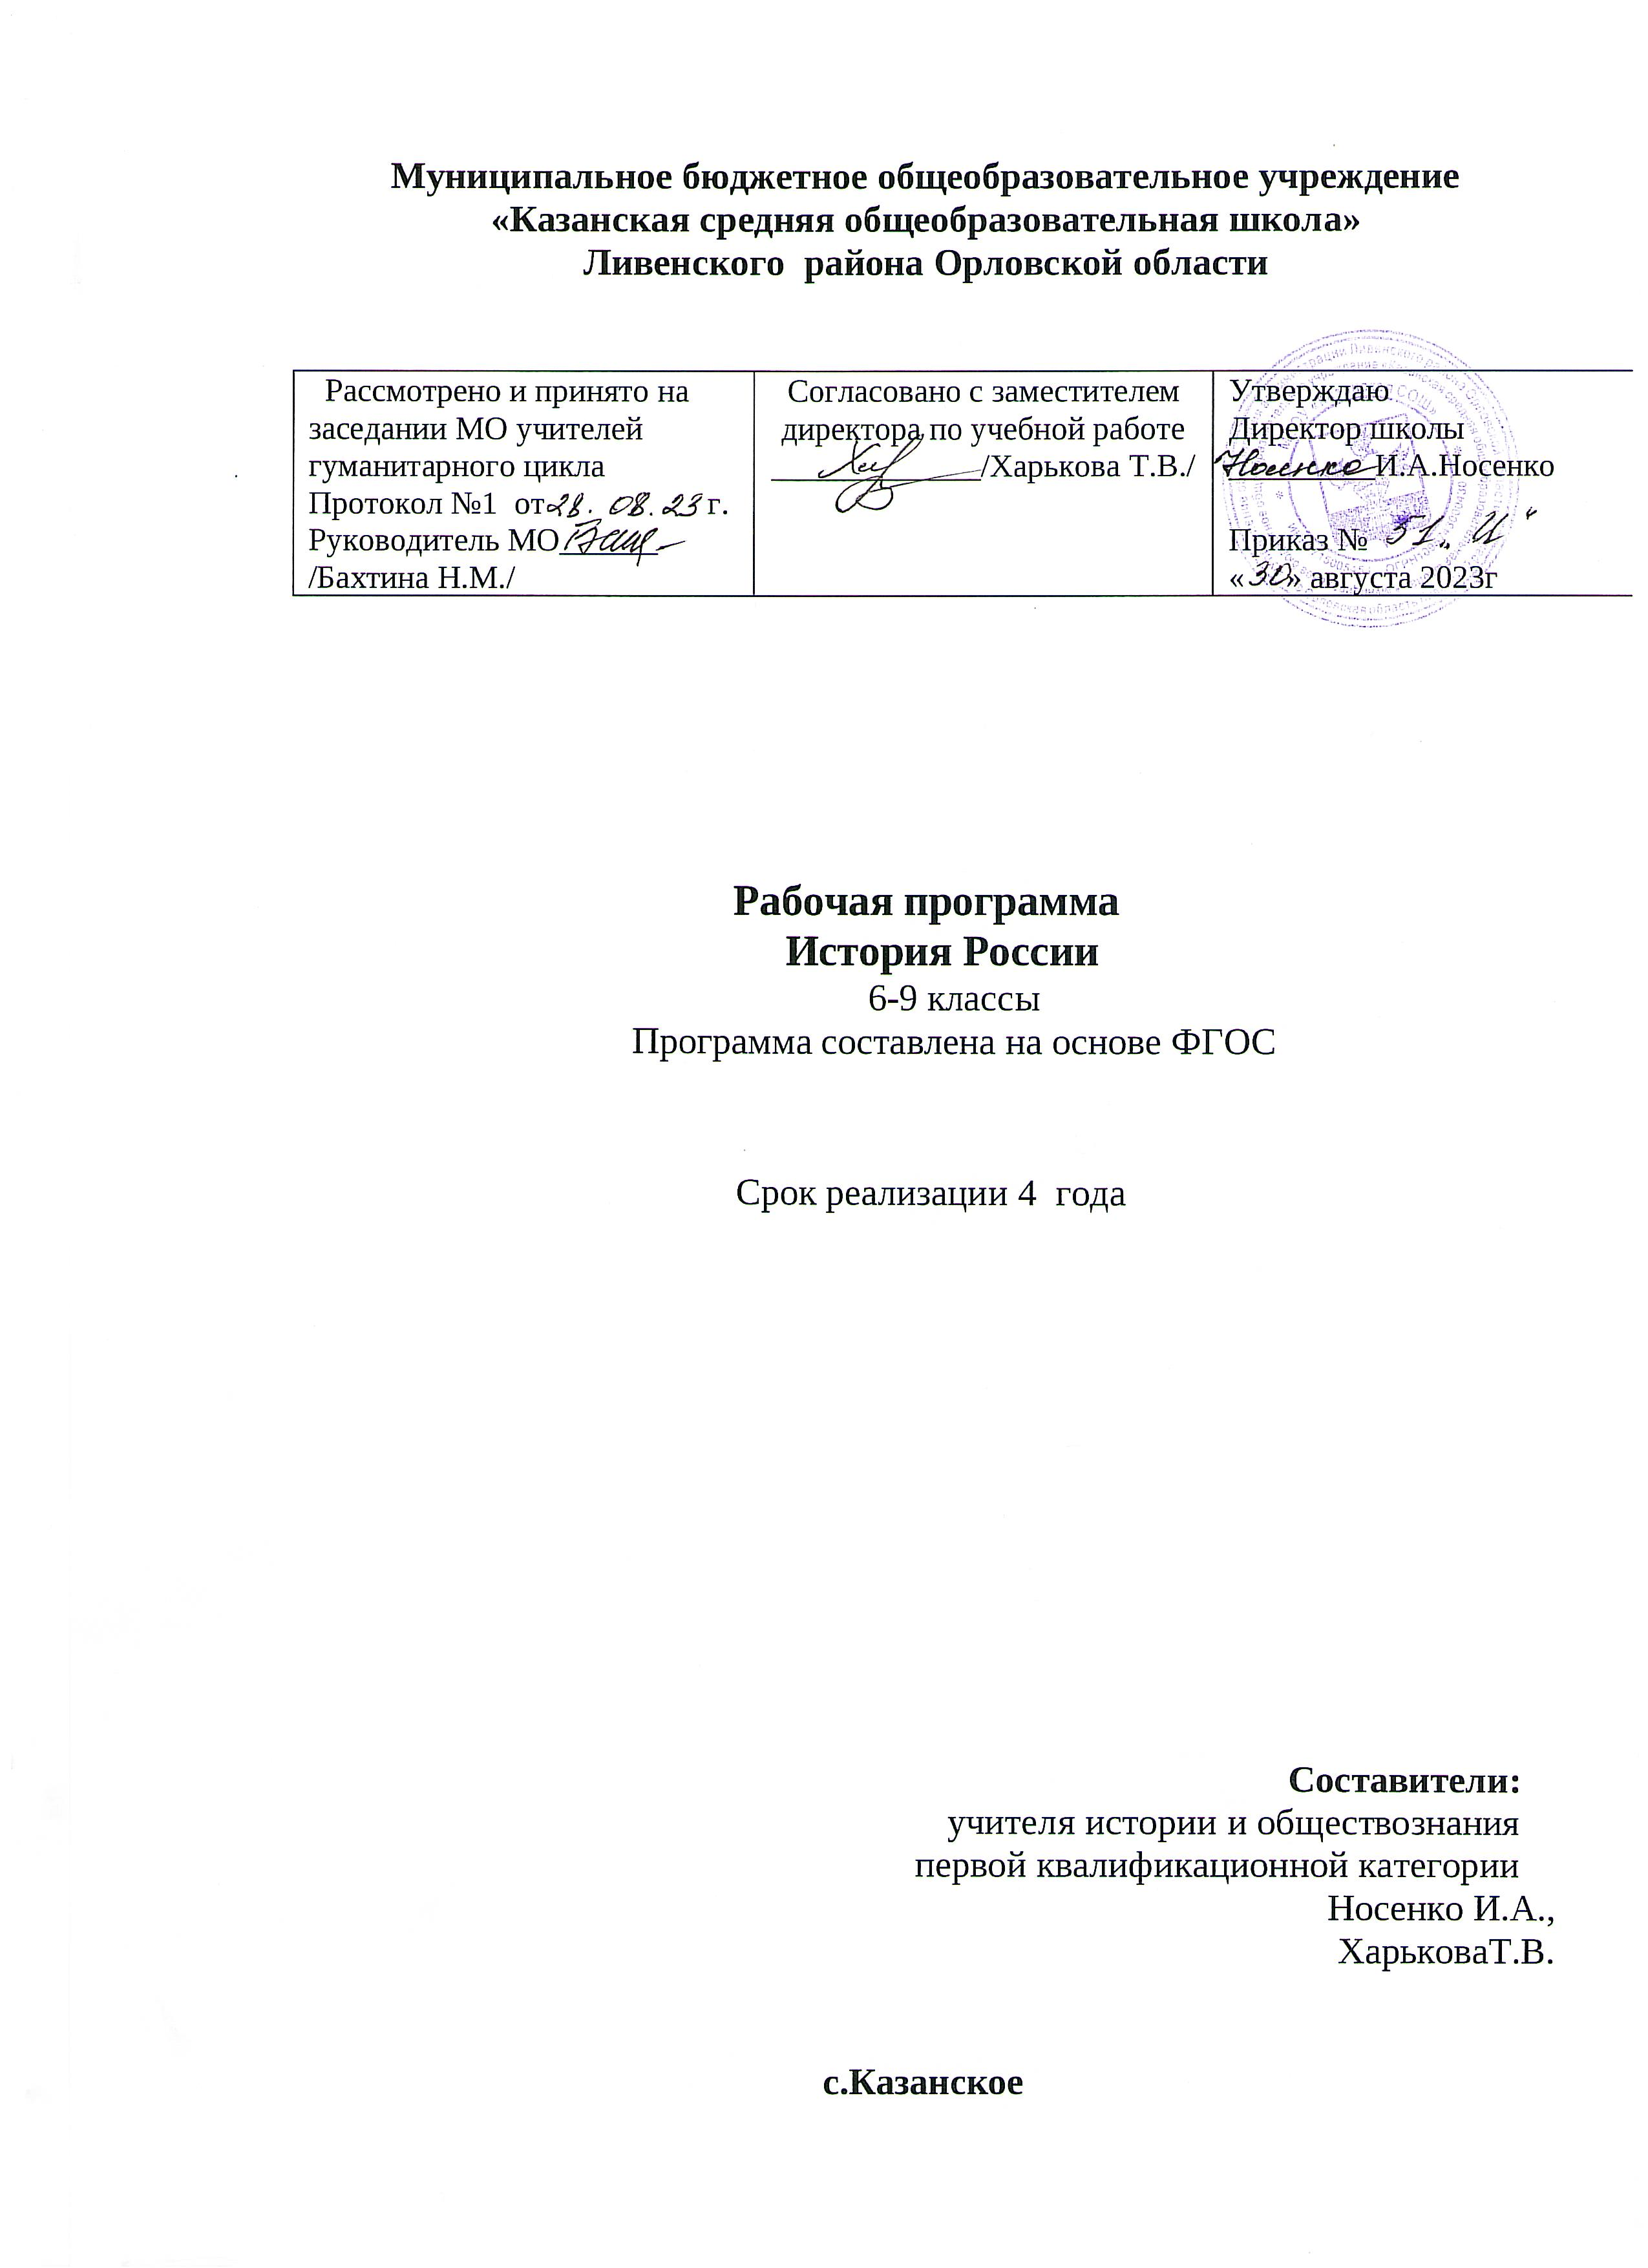 Муниципальное бюджетное общеобразовательное учреждение
«Казанская средняя общеобразовательная школа»
Ливенского района Орловской области
Рассмотрено и принято на
заседании МО учителей
гуманитарного цикла
Протокол №1 от 28. 08. 23 г.
Руководитель МО
/Бахтина Н.М./
Согласовано с заместителем
директора по учебной работе
/Харькова Т.В./
Утверждаю
Директор школы
Носенко И.А.Носенко
Приказ № 51 „И“
«30» августа 2023г
Рабочая программа
История России
6-9 классы
Программа составлена на основе ФГОС
Срок реализации 4 года
Составители:
учителя истории и обществознания
первой квалификационной категории
Носенко И.А.,
ХарьковаТ.В.
с.Казанское